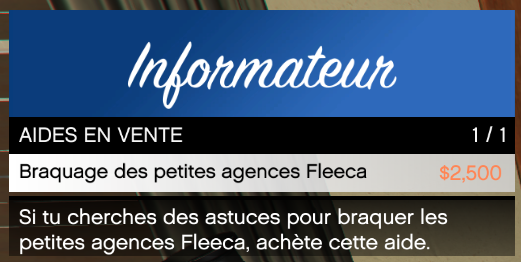 Informateur
AIDES EN VENTE 1 / 1
Braquage des petites agences Fleeca $2,500
Si tu cherches des astuces pour braquer les
petites agences Fleeca, achète cette aide.